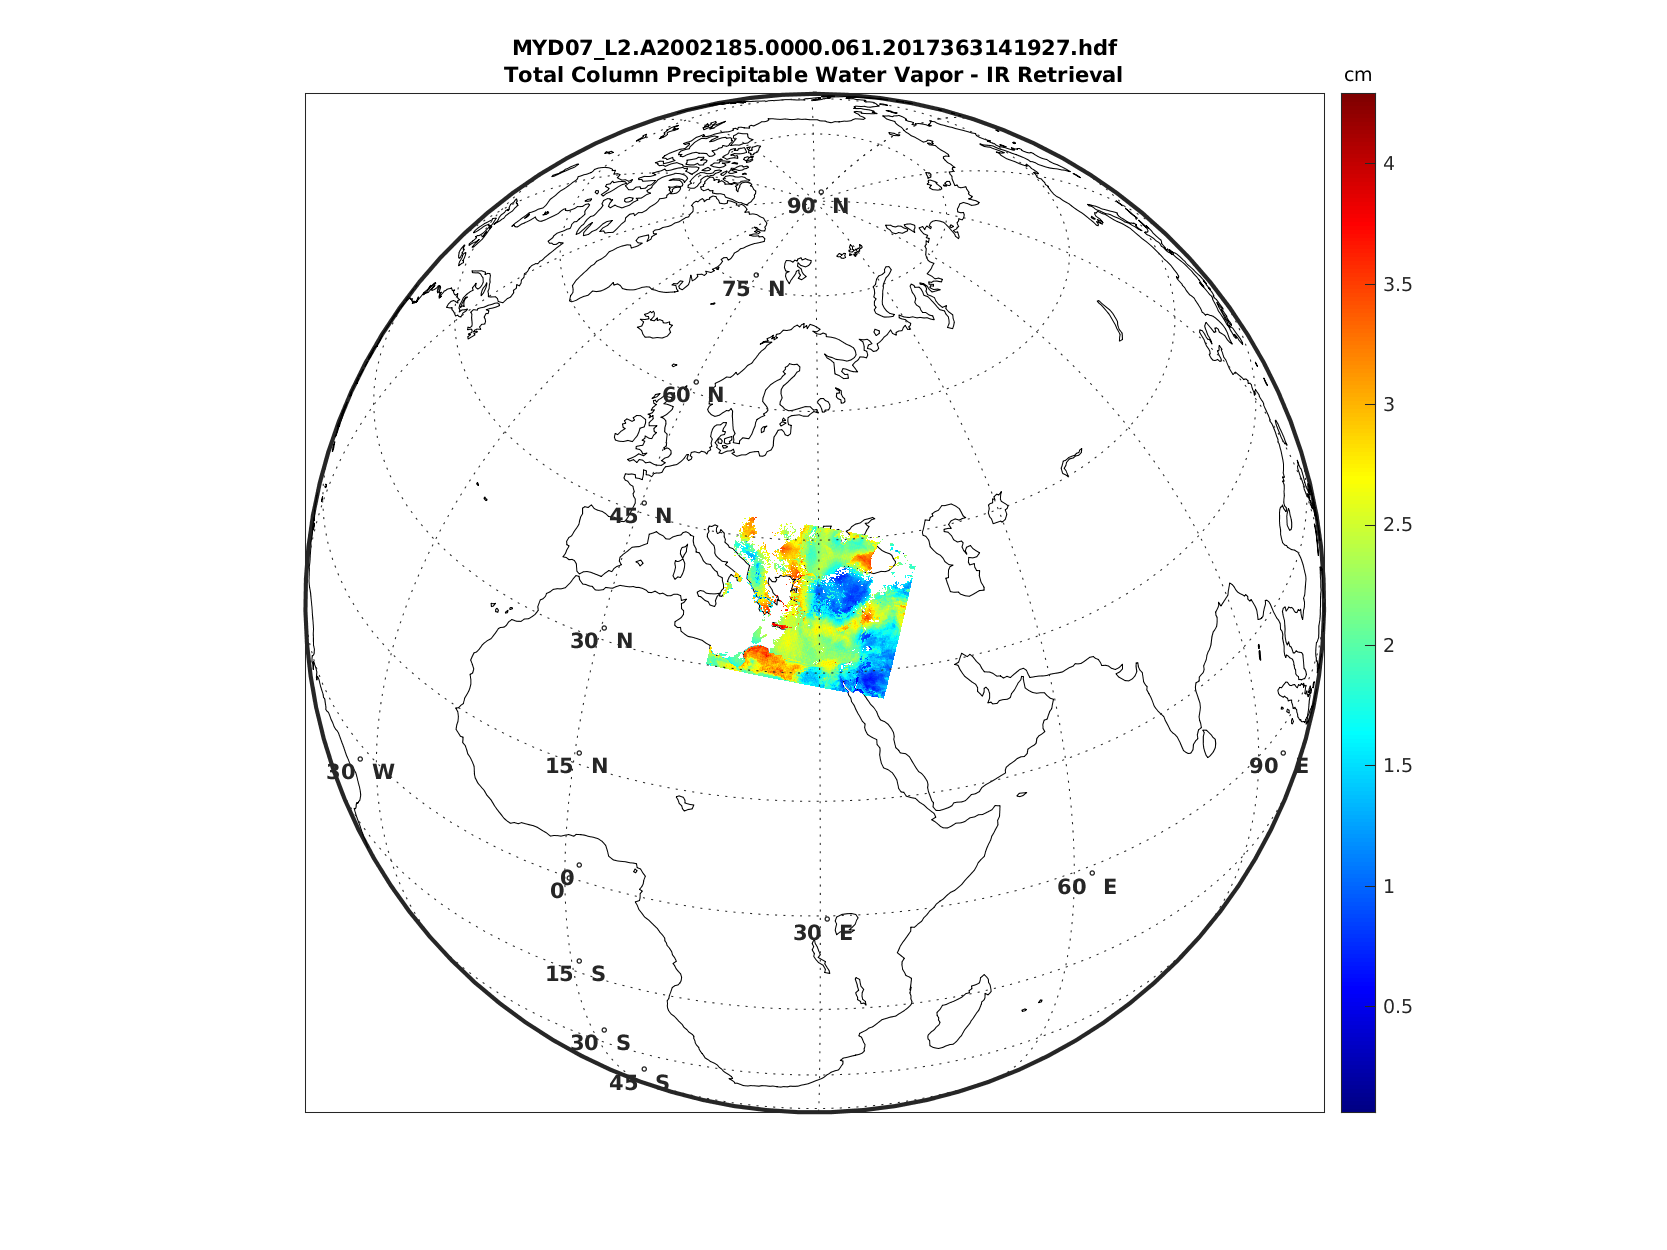 MYD07_L2.A2002185.0000.061.2017363141927.hdf
Total Column Precipitable Water Vapor - IR Retrieval
cm
4
3.5
3
2.5
2
1.5
1
0.5
90° N
75° N
60° N
45° N
30° N
15° N
30° W
90° E
0°
0
60° E
30° E
15° S
30° S
45° S